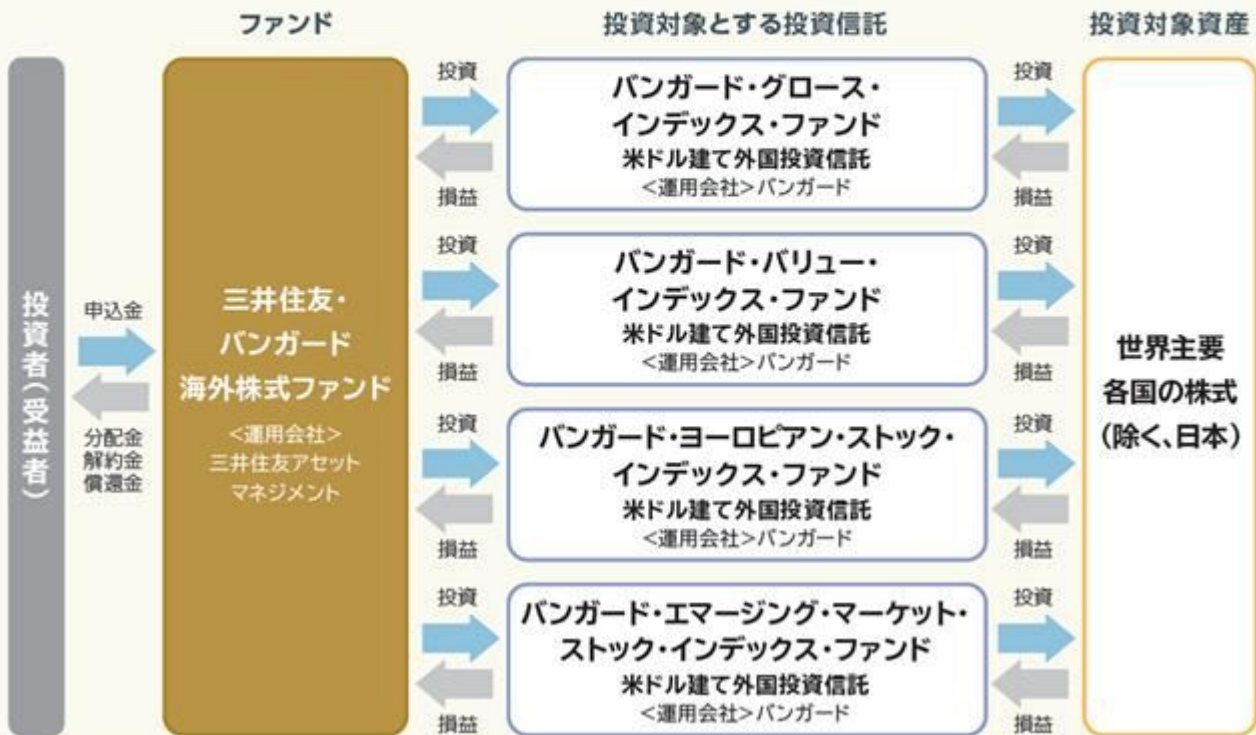 ファンド
投資対象とする投資信託
投資対象資産
投資者(受益者)
申込金
分配金
解約金
償還金
三井住友・
バンガード
海外株式ファンド
<運用会社>
三井住友アセット
マネジメント
投資
損益
バンガード・グロース・
インデックス・ファンド
米ドル建て外国投資信託
<運用会社>バンガード
投資
損益
投資
損益
バンガード・バリュー・
インデックス・ファンド
米ドル建て外国投資信託
<運用会社>バンガード
投資
損益
投資
損益
バンガード・ヨーロピアン・ストック・
インデックス・ファンド
米ドル建て外国投資信託
<運用会社>バンガード
投資
損益
投資
損益
バンガード・エマージング・マーケット・
ストック・インデックス・ファンド
米ドル建て外国投資信託
<運用会社>バンガード
投資
損益
世界主要
各国の株式
(除く、日本)